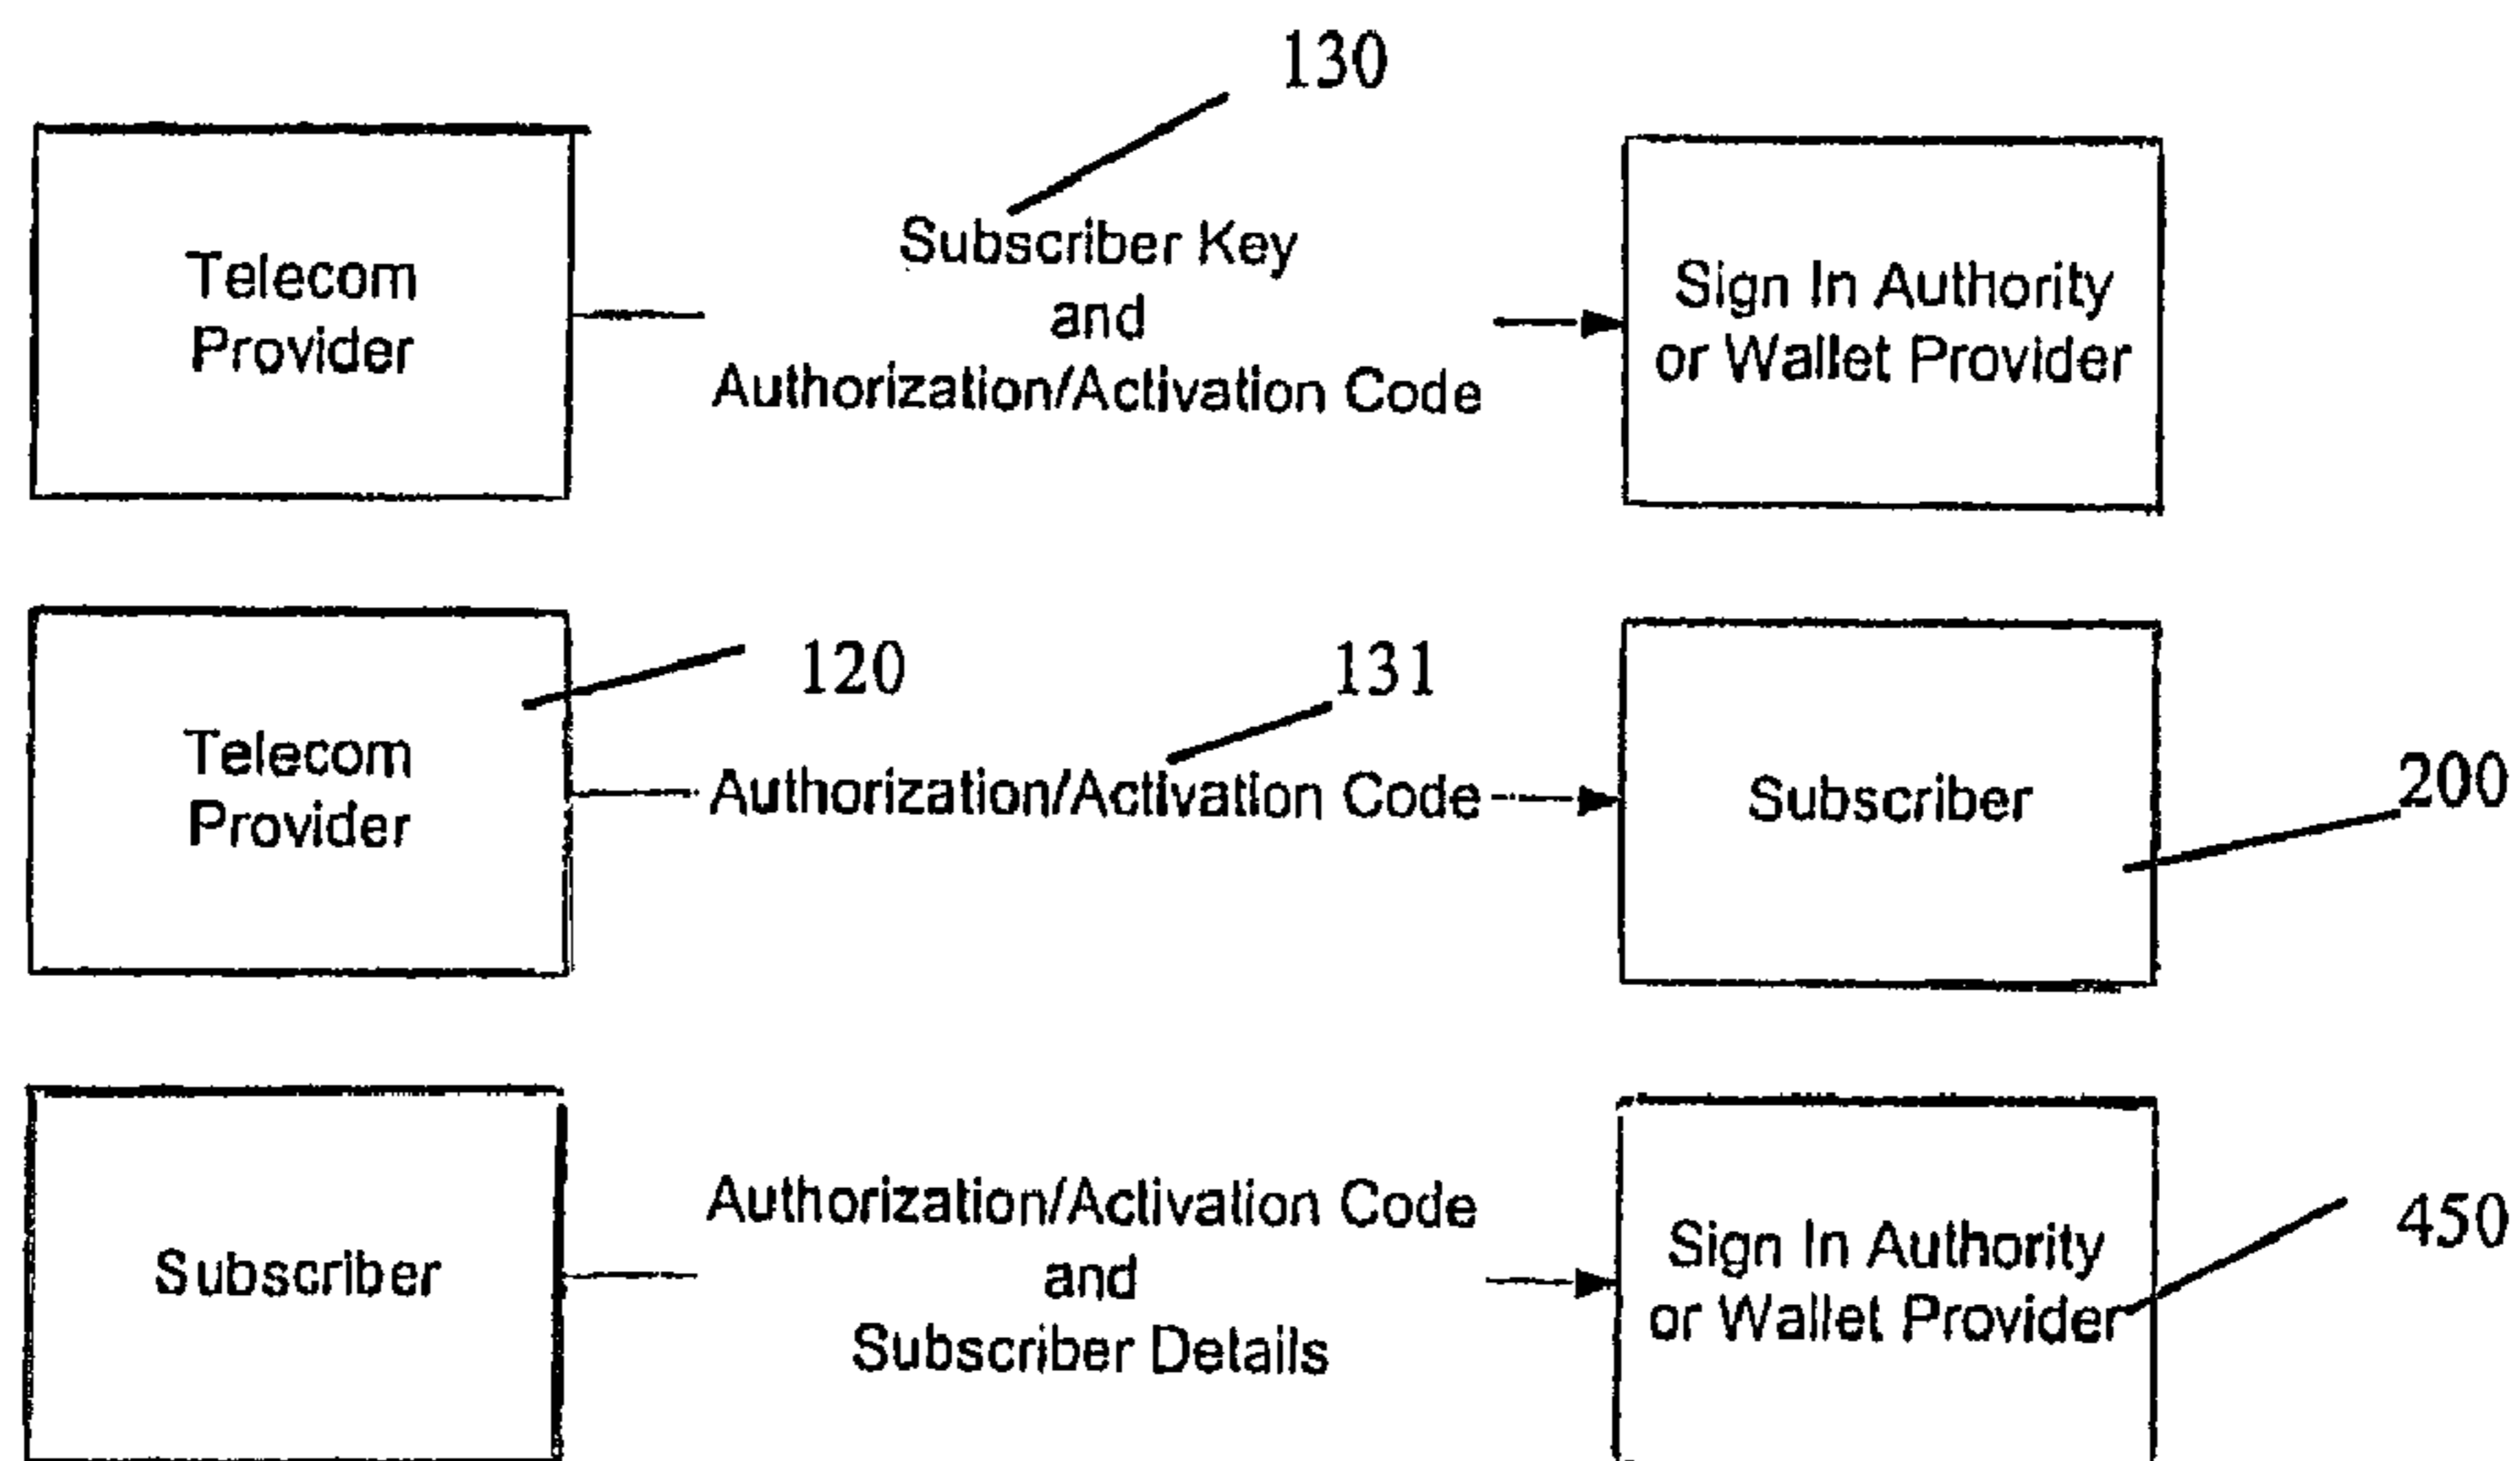 130
Telecom
Provider
Subscriber Key
and
Authorization/Activation Code
Sign In Authority
or Wallet Provider
120
131
Telecom
Provider
Authorization/Activation Code
Subscriber
200
Subscriber
Authorization/Activation Code
and
Subscriber Details
Sign In Authority
or Wallet Provider
450